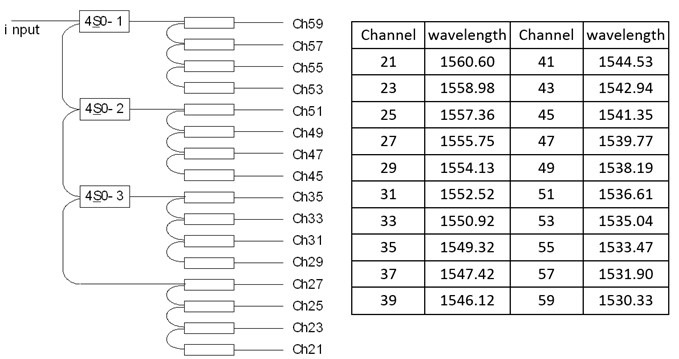 i nput
4S0- 1
4S0- 2
4S0- 3
Ch59
Ch57
Ch55
Ch53
Ch51
Ch49
Ch47
Ch45
Ch35
Ch33
Ch31
Ch29
Ch27
Ch25
Ch23
Ch21
Channel wavelength Channel wavelength
21 1560.60 41 1544.53
23 1558.98 43 1542.94
25 1557.36 45 1541.35
27 1555.75 47 1539.77
29 1554.13 49 1538.19
31 1552.52 51 1536.61
33 1550.92 53 1535.04
35 1549.32 55 1533.47
37 1547.42 57 1531.90
39 1546.12 59 1530.33